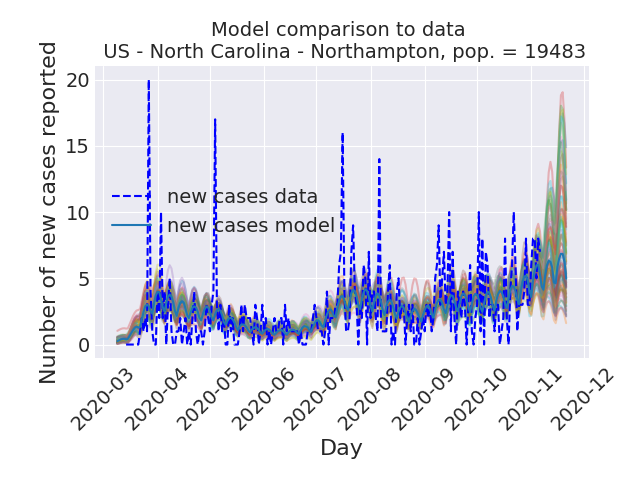 Model comparison to data
US - North Carolina - Northampton, pop. = 19483
Number of new cases reported
20
15
10
5
0
new cases data
new cases model
2020-03
2020-04
2020-05
2020-06
2020-07
2020-08
2020-09
2020-10
2020-11
2020-12
Day